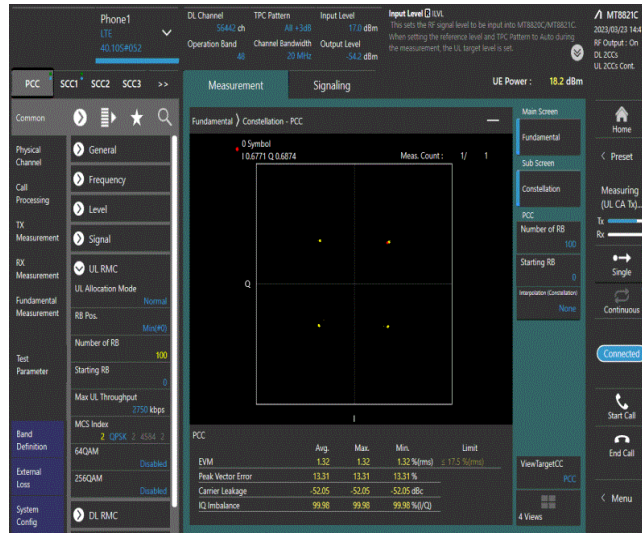 Phone1
LTE
40.105#052
DL Channel
55442 ch
TPC Pattern
Alt +3dB
Input Level
17.0 dBm
Operation Band
48
Channel Bandwidth
20 MHz
Output Level
-54.2 dBm
Input Level ILVL
This sets the RF signal level to be input into MT8820C/MT8821C.
When setting the reference level and TPC Pattern to Auto during
the measurement, the UL target level is set.
MT8821C
2023/03/23 14:4
RF Output : On
DL 2CCs
UL 2CCs Cont.
PCC
SCC1
SCC2
SCC3
>>
Measurement
Signaling
UE Power : 18.2 dBm
Common
Physical
Channel
Call
Processing
TX
Measurement
RX
Measurement
Fundamental
Measurement
Test
Parameter
Band
Definition
External
Loss
System
Config
General
Frequency
Level
Signal
UL RMC
UL Allocation Mode
Normal
RB Pos.
Min(#0)
Number of RB
100
Starting RB
0
Max UL Throughput
2750 kbps
MCS Index
2 QPSK 2 4584 2
64QAM
Disabled
256QAM
Disabled
DL RMC
Fundamental 》 Constellation - PCC
0 Symbol
I 0.6771 Q 0.6874
Meas. Count : 1/ 1
Q
I
PCC
Avg. Max. Min. Limit
EVM 1.32 1.32 1.32 %(rms) ≤ 17.5 %(rms)
Peak Vector Error 13.31 13.31 13.31 %
Carrier Leakage -52.05 -52.05 -52.05 dBc
IQ Imbalance 99.98 99.98 99.98 %(I/Q)
Main Screen
Fundamental
Sub Screen
Constellation
PCC
Number of RB
100
Starting RB
0
Interpolation (Constellation)
None
ViewTargetCC
PCC
4 Views
Home
Preset
Measuring
(UL CA Tx)...
Tx
Rx
Single
Continuous
Connected
Start Call
End Call
Menu